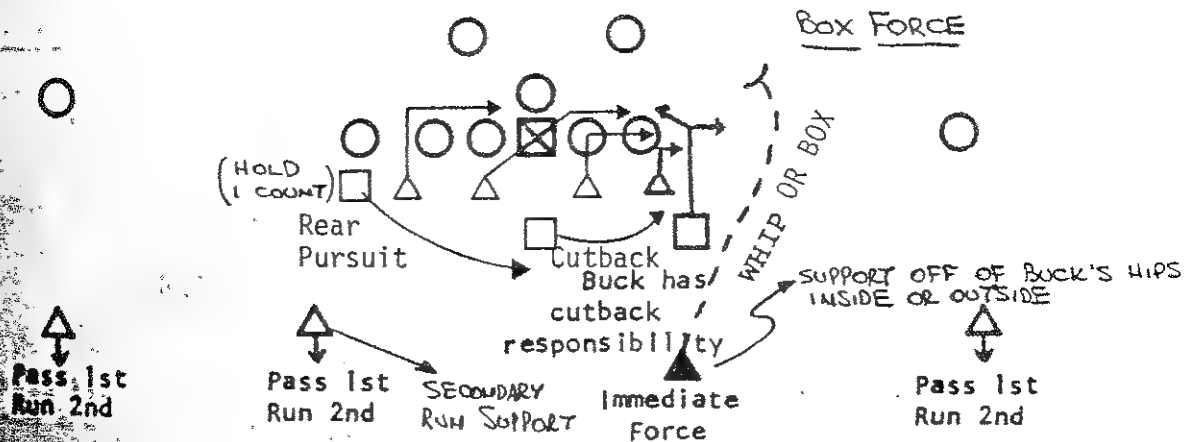 BOX FORCE
(HOLD
1 COUNT)
Rear
Pursuit
Cutback
Buck has
cutback
responsibility
WHIP OR BOX
SUPPORT OFF OF BUCK'S HIPS
INSIDE OR OUTSIDE
Pass 1st
Run 2nd
Pass 1st
Run 2nd
SECONDARY
RUN SUPPORT
Immediate
Force
Pass 1st
Run 2nd